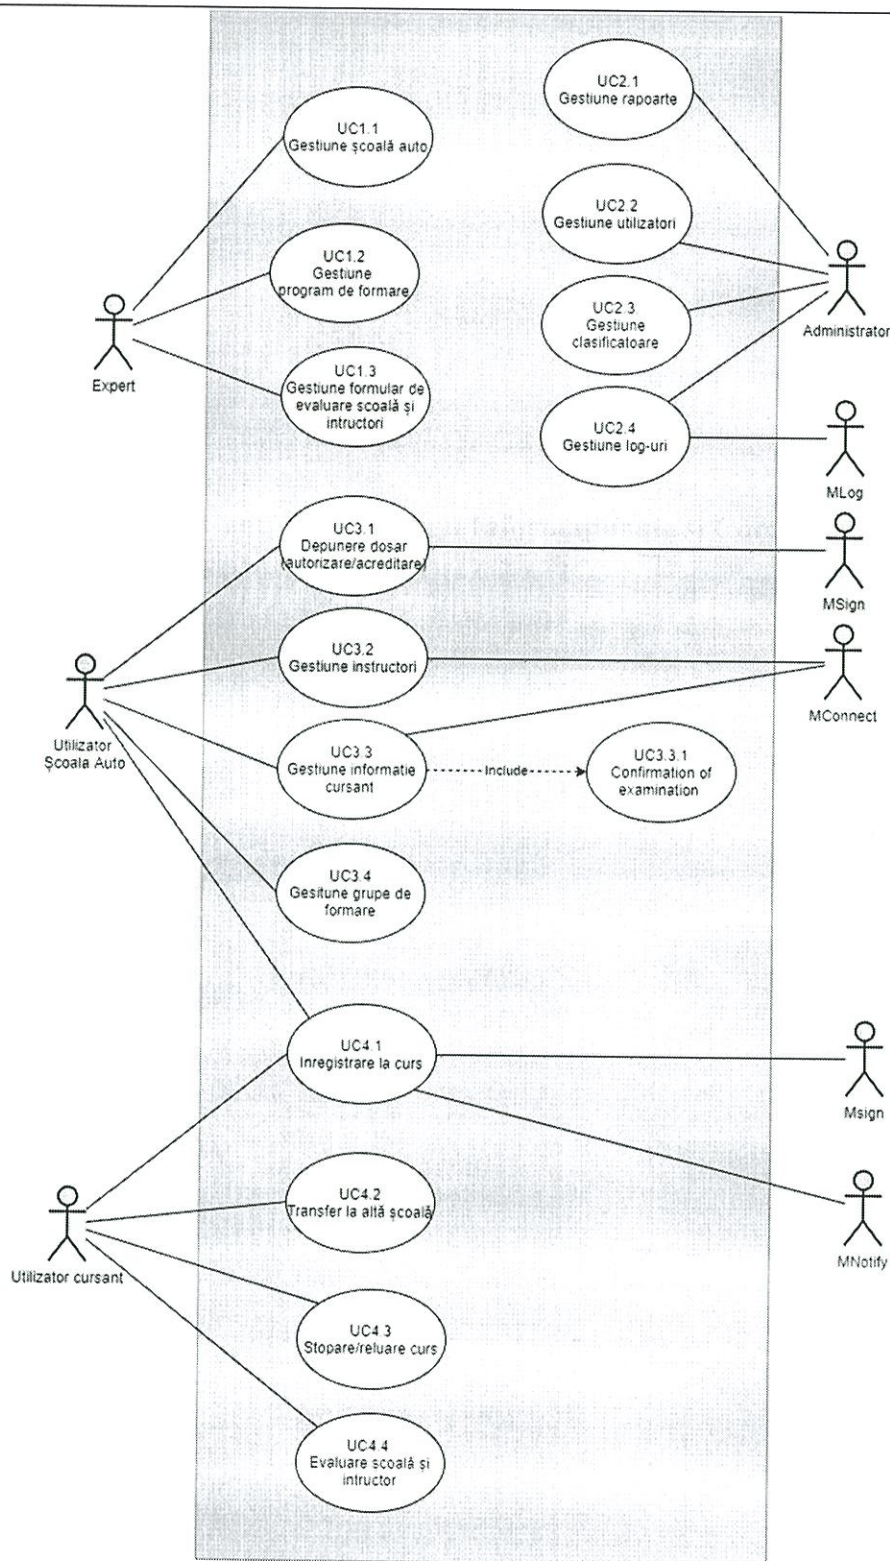 UC1.1
Gestiune școală auto
UC1.2
Gestiune
program de formare
UC1.3
Gestiune formular de
evaluare scoală și
intructori
Expert
UC2.1
Gestiune rapoarte
UC2.2
Gestiune utilizatori
UC2.3
Gestiune
clasificatoare
UC2.4
Gestiune log-uri
Administrator
MLog
UC3.1
Depunere dosar
(autorizare/acreditare)
MSign
UC3.2
Gestiune instructori
MConnect
Utilizator
Școala Auto
UC3.3
Gestiune informatie
cursant
Include
UC3.3.1
Confirmation of
examination
UC3.4
Gesitune grupe de
formare
UC4.1
Inregistrare la curs
Msign
MNotify
UC4.2
Transfer la altă școală
Utilizator cursant
UC4.3
Stopare/reluare curs
UC4.4
Evaluare scoală și
intructor